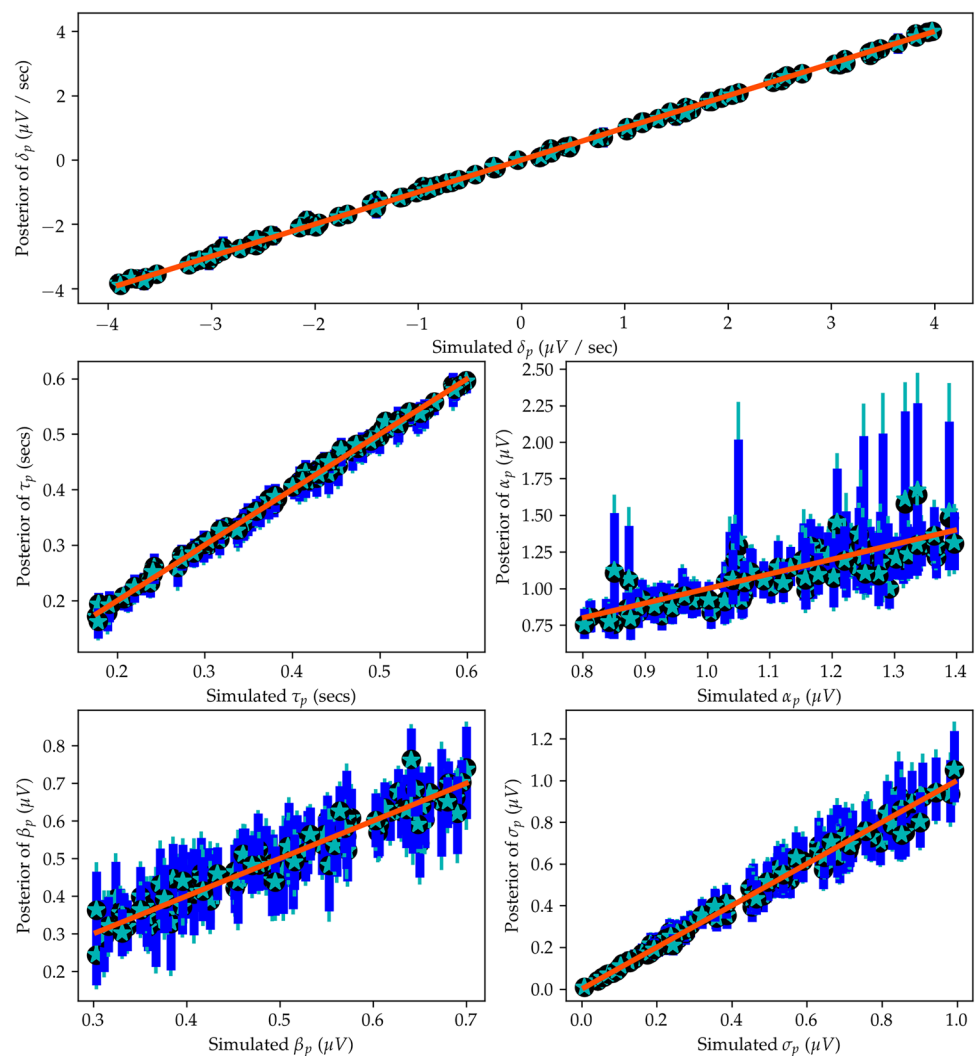 Posterior of δₚ (μV / sec)
4
2
0
−2
−4
−4 −3 −2 −1 0 1 2 3 4
Simulated δₚ (μV / sec)
Posterior of τₚ (secs)
0.6
0.5
0.4
0.3
0.2
0.2 0.3 0.4 0.5 0.6
Simulated τₚ (secs)
Posterior of αₚ (μV)
2.50
2.25
2.00
1.75
1.50
1.25
1.00
0.75
0.8 0.9 1.0 1.1 1.2 1.3 1.4
Simulated αₚ (μV)
Posterior of βₚ (μV)
0.8
0.7
0.6
0.5
0.4
0.3
0.2
0.3 0.4 0.5 0.6 0.7
Simulated βₚ (μV)
Posterior of σₚ (μV)
1.2
1.0
0.8
0.6
0.4
0.2
0.0
0.0 0.2 0.4 0.6 0.8 1.0
Simulated σₚ (μV)